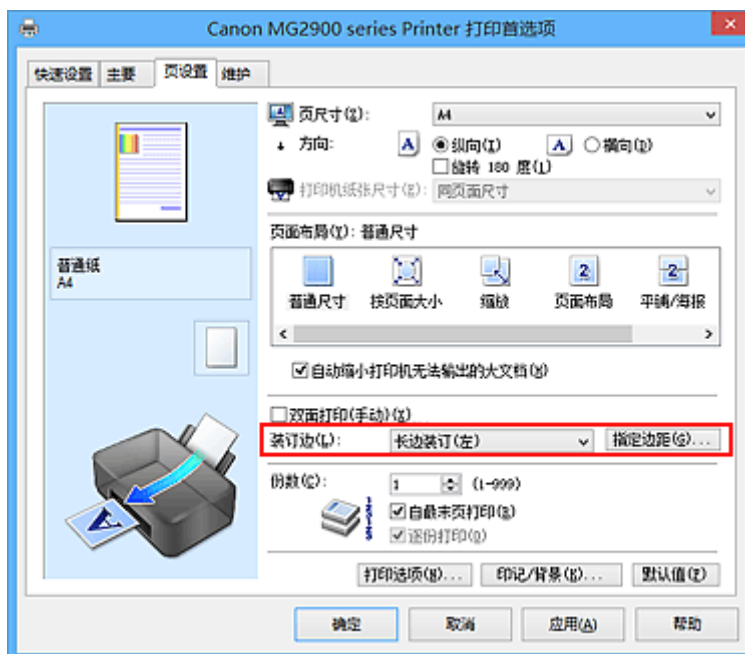 Canon MG2900 series Printer 打印首选项
快速设置 主要 页设置 维护
页尺寸(Z): A4
方向: A 纵向(I) A 横向(D)
旋转 180 度(L)
打印机纸张尺寸(E): 同页面尺寸
页面布局(Y): 普通尺寸
普通纸
A4
普通尺寸 按页面大小 缩放 页面布局 平铺/海报
自动缩小打印机无法输出的大文档(W)
双面打印(手动)(X)
装订边(L): 长边装订(左) 指定边距(G)...
份数(C): 1 (1-999)
自最末页打印(R)
逐份打印(O)
打印选项(N)... 印记/背景(K)... 默认值(F)
确定 取消 应用(A) 帮助